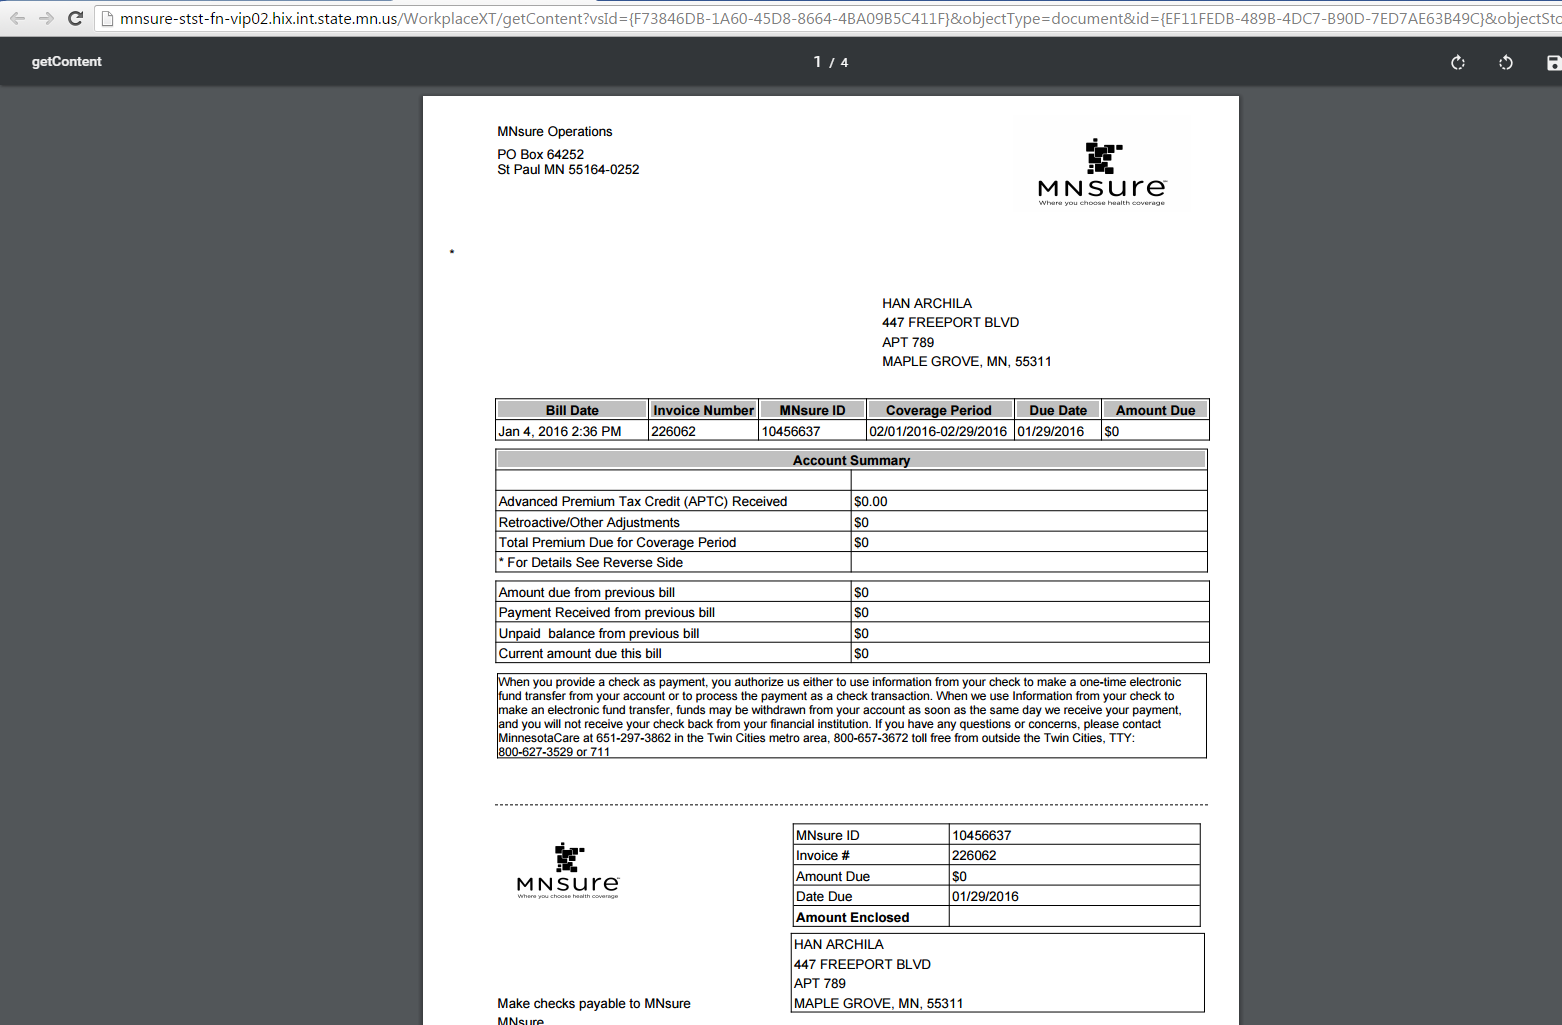 mnsure-stst-fn-vip02.hix.int.state.mn.us/WorkplaceXT/getContent?vsId={F73846DB-1A60-45D8-8664-4BA09B5C411F}&objectType=document&id={EF11FEDB-489B-4DC7-B90D-7ED7AE63B49C}&objectSto
getContent
1 / 4
MNsure Operations
PO Box 64252
St Paul MN 55164-0252
MNsure™
Where you choose health coverage
*
HAN ARCHILA
447 FREEPORT BLVD
APT 789
MAPLE GROVE, MN, 55311
Bill Date Invoice Number MNsure ID Coverage Period Due Date Amount Due
Jan 4, 2016 2:36 PM 226062 10456637 02/01/2016-02/29/2016 01/29/2016 $0
Account Summary
Advanced Premium Tax Credit (APTC) Received $0.00
Retroactive/Other Adjustments $0
Total Premium Due for Coverage Period $0
* For Details See Reverse Side
Amount due from previous bill $0
Payment Received from previous bill $0
Unpaid balance from previous bill $0
Current amount due this bill $0
When you provide a check as payment, you authorize us either to use information from your check to make a one-time electronic
fund transfer from your account or to process the payment as a check transaction. When we use Information from your check to
make an electronic fund transfer, funds may be withdrawn from your account as soon as the same day we receive your payment,
and you will not receive your check back from your financial institution. If you have any questions or concerns, please contact
MinnesotaCare at 651-297-3862 in the Twin Cities metro area, 800-657-3672 toll free from outside the Twin Cities, TTY:
800-627-3529 or 711
MNsure™
Where you choose health coverage
MNsure ID 10456637
Invoice # 226062
Amount Due $0
Date Due 01/29/2016
Amount Enclosed
HAN ARCHILA
447 FREEPORT BLVD
APT 789
MAPLE GROVE, MN, 55311
Make checks payable to MNsure
MNsure